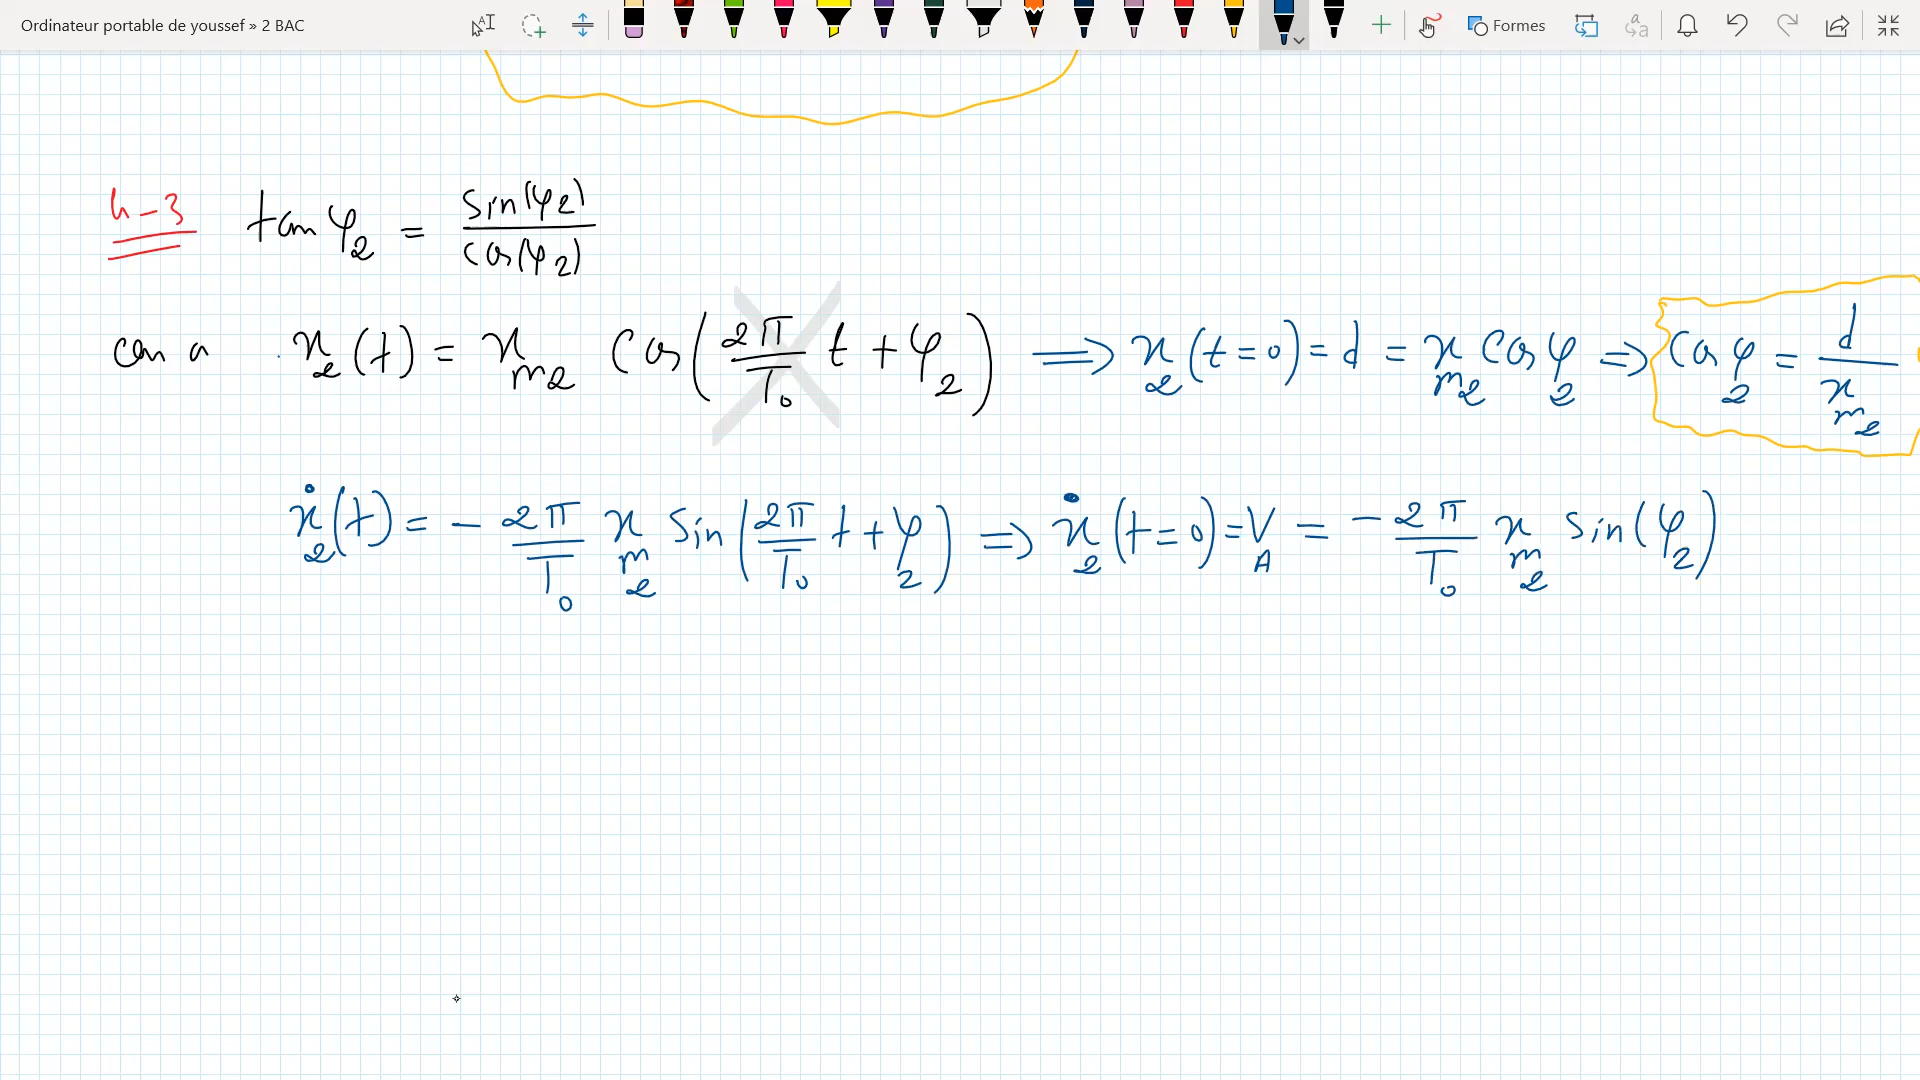 Ordinateur portable de youssef » 2 BAC
Formes
h-3 tan φ₂ = sin(φ₂)/cos(φ₂)
on a x₂(t) = x_m₂ cos(2π/T₀ t + φ₂) ⟹ x₂(t=0) = d = x_m₂ cos φ₂ ⟹ cos φ₂ = d/x_m₂
ẋ₂(t) = -2π/T₀ x_m₂ sin(2π/T₀ t + φ₂) ⟹ ẋ₂(t=0) = V_A = -2π/T₀ x_m₂ sin(φ₂)